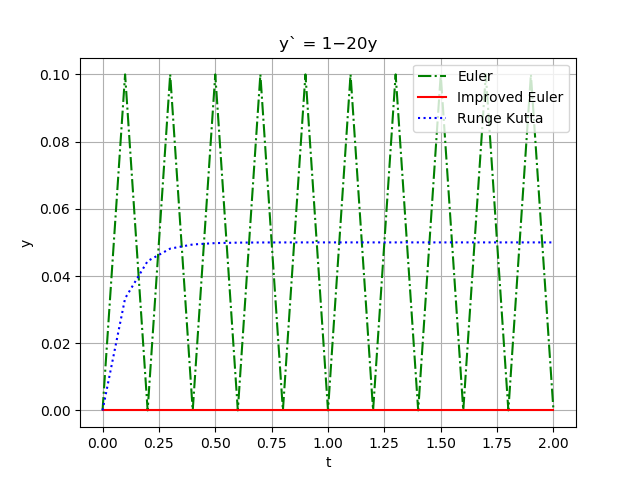 y` = 1−20y
0.10
0.08
0.06
0.04
0.02
0.00
y
Euler
Improved Euler
Runge Kutta
0.00 0.25 0.50 0.75 1.00 1.25 1.50 1.75 2.00
t